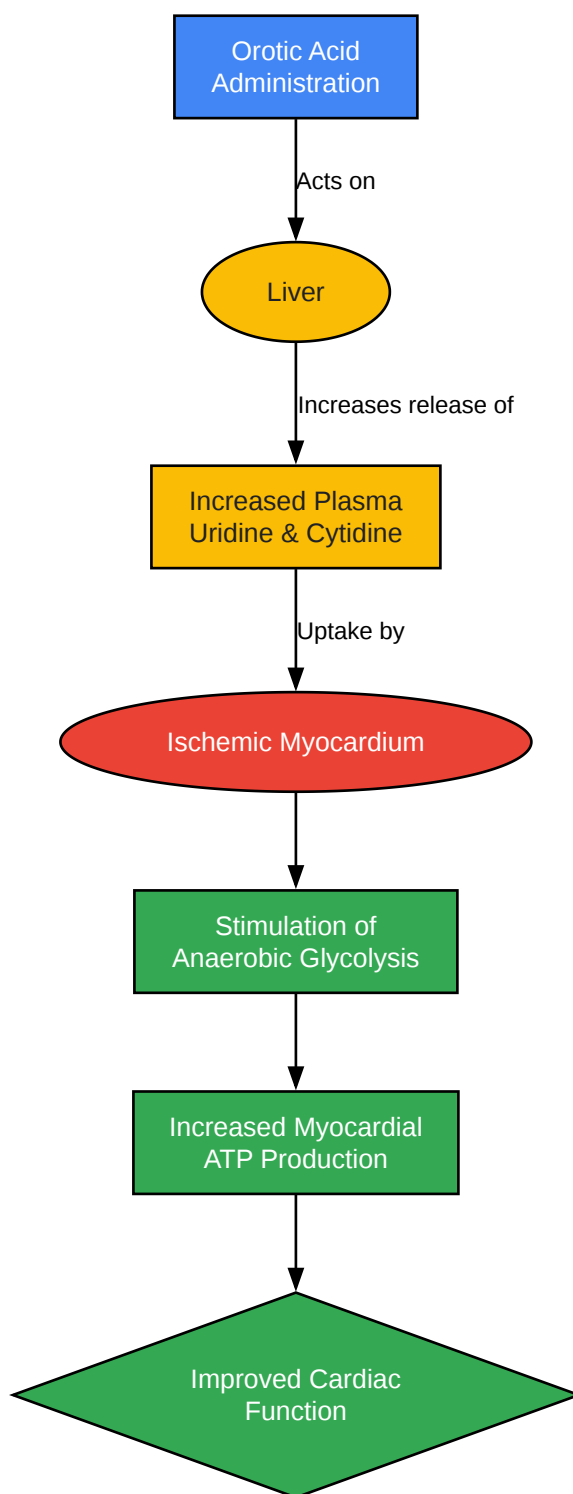 Orotic Acid
Administration
Acts on
Liver
Increases release of
Increased Plasma
Uridine & Cytidine
Uptake by
Ischemic Myocardium
Stimulation of
Anaerobic Glycolysis
Increased Myocardial
ATP Production
Improved Cardiac
Function